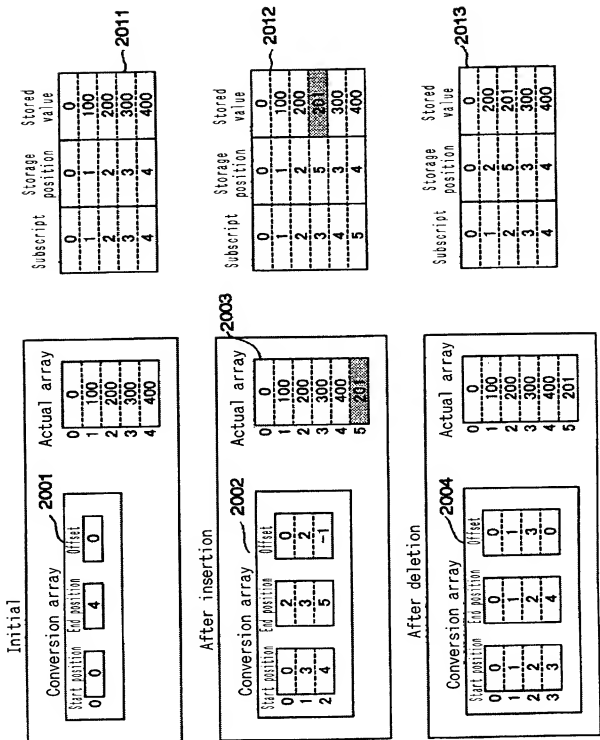 Initial
Conversion array
2001
Start position End position Offset
0 0 4 0
Actual array
0 0
1 100
2 200
3 300
4 400
Subscript Storage position Stored value
0 0 0
1 1 100
2 2 200
3 3 300
4 4 400
2011
After insertion
Conversion array
2002
Start position End position Offset
0 0 2 0
1 3 3 2
2 4 5 -1
Actual array
2003
0 0
1 100
2 200
3 300
4 400
5 201
Subscript Storage position Stored value
2012
0 0 0
1 1 100
2 2 200
3 5 201
4 3 300
5 4 400
After deletion
Conversion array
2004
Start position End position Offset
0 0 0 0
1 1 1 1
2 2 2 3
3 3 4 0
Actual array
0 0
1 100
2 200
3 300
4 400
5 201
Subscript Storage position Stored value
2013
0 0 0
1 2 200
2 5 201
3 3 300
4 4 400